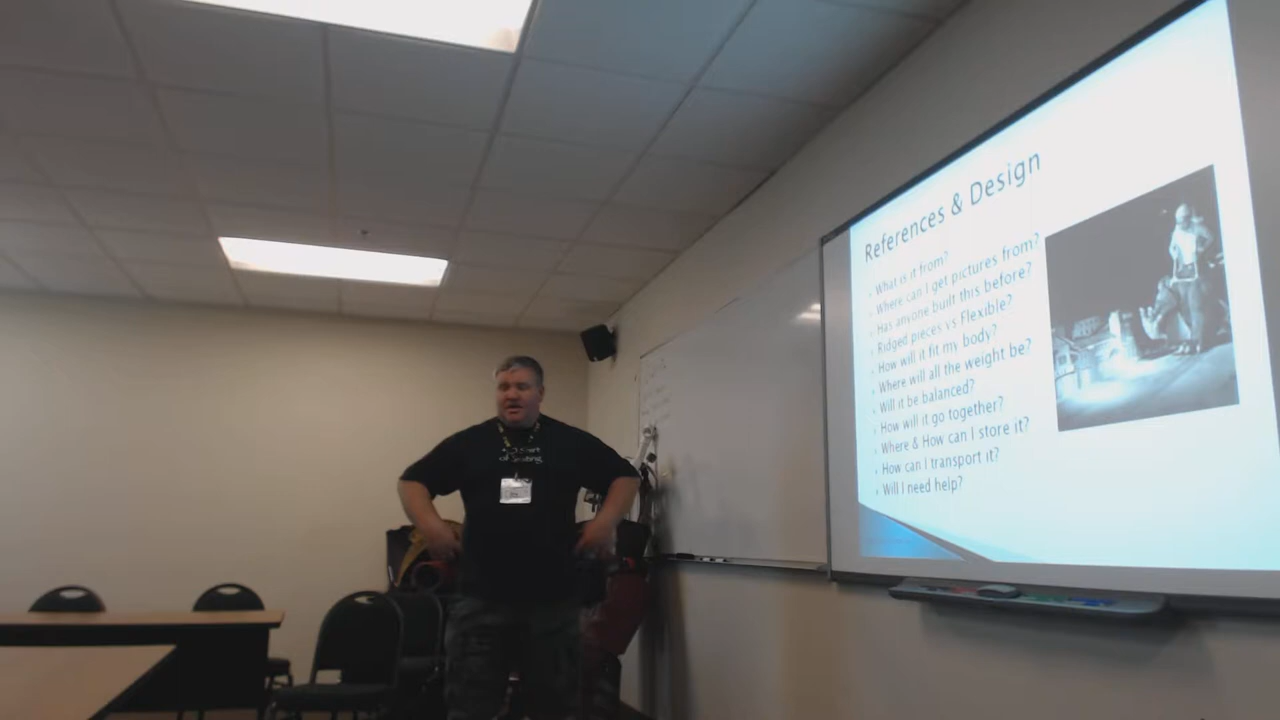 References & Design
What is it from?
Where can I get pictures from?
Has anyone built this before?
Ridged pieces vs Flexible?
How will it fit my body?
Where will all the weight be?
Will it be balanced?
How will it go together?
Where & How can I store it?
How can I transport it?
Will I need help?